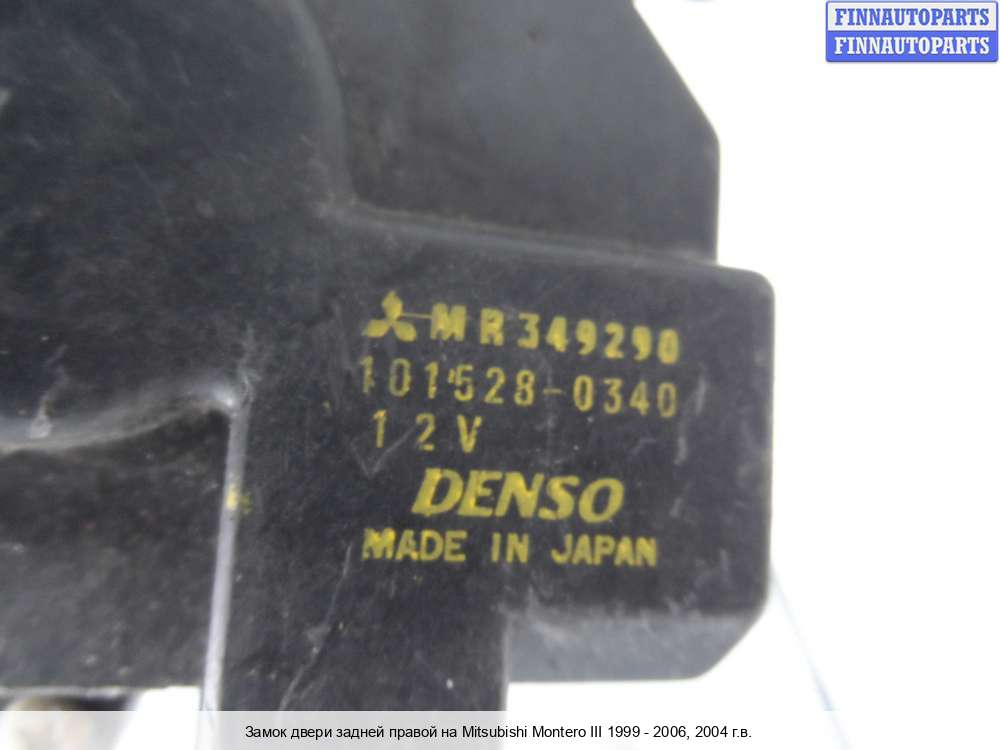 FINNAUTOPARTS
FINNAUTOPARTS
MR349290
101528-0340
12V
DENSO
MADE IN JAPAN
Замок двери задней правой на Mitsubishi Montero III 1999 - 2006, 2004 г.в.